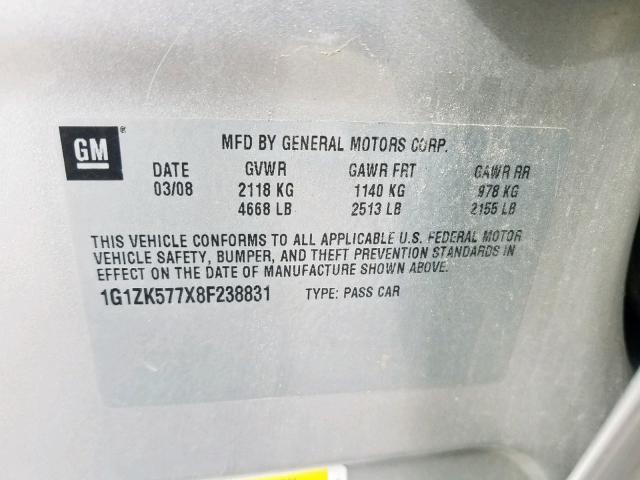 GM®
MFD BY GENERAL MOTORS CORP.
DATE GVWR GAWR FRT GAWR RR
03/08 2118 KG 1140 KG 978 KG
4668 LB 2513 LB 2155 LB
THIS VEHICLE CONFORMS TO ALL APPLICABLE U.S. FEDERAL MOTOR
VEHICLE SAFETY, BUMPER, AND THEFT PREVENTION STANDARDS IN
EFFECT ON THE DATE OF MANUFACTURE SHOWN ABOVE.
1G1ZK577X8F238831 TYPE: PASS CAR